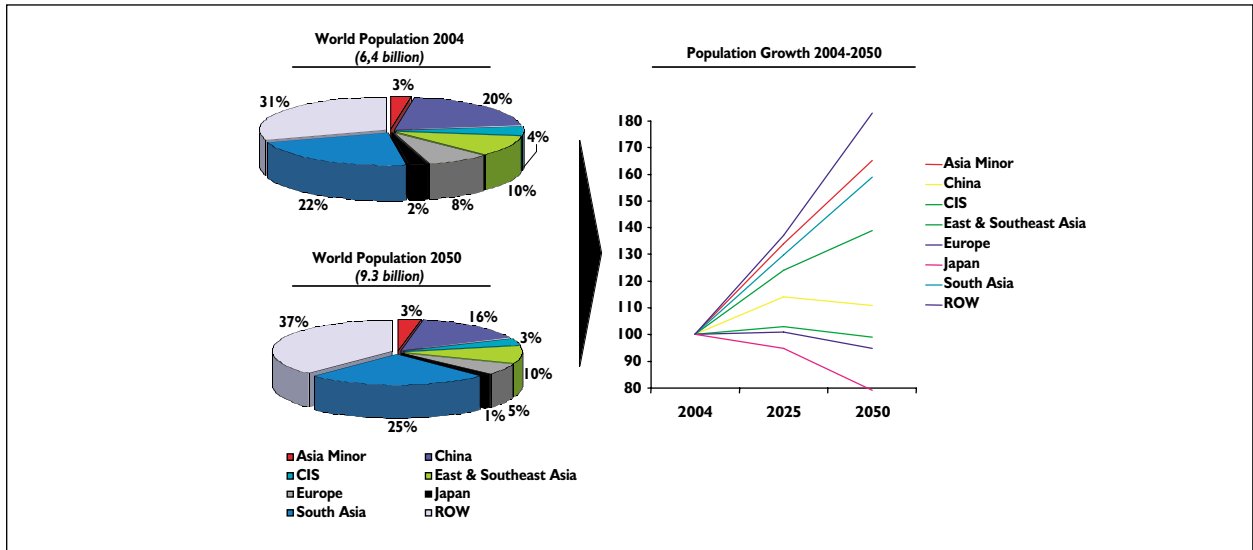 World Population 2004
(6,4 billion)
3%
20%
4%
10%
8%
2%
22%
31%
World Population 2050
(9.3 billion)
3%
16%
3%
10%
5%
1%
25%
37%
Asia Minor
China
CIS
East & Southeast Asia
Europe
Japan
South Asia
ROW
Population Growth 2004-2050
180
170
160
150
140
130
120
110
100
90
80
2004
2025
2050
Asia Minor
China
CIS
East & Southeast Asia
Europe
Japan
South Asia
ROW